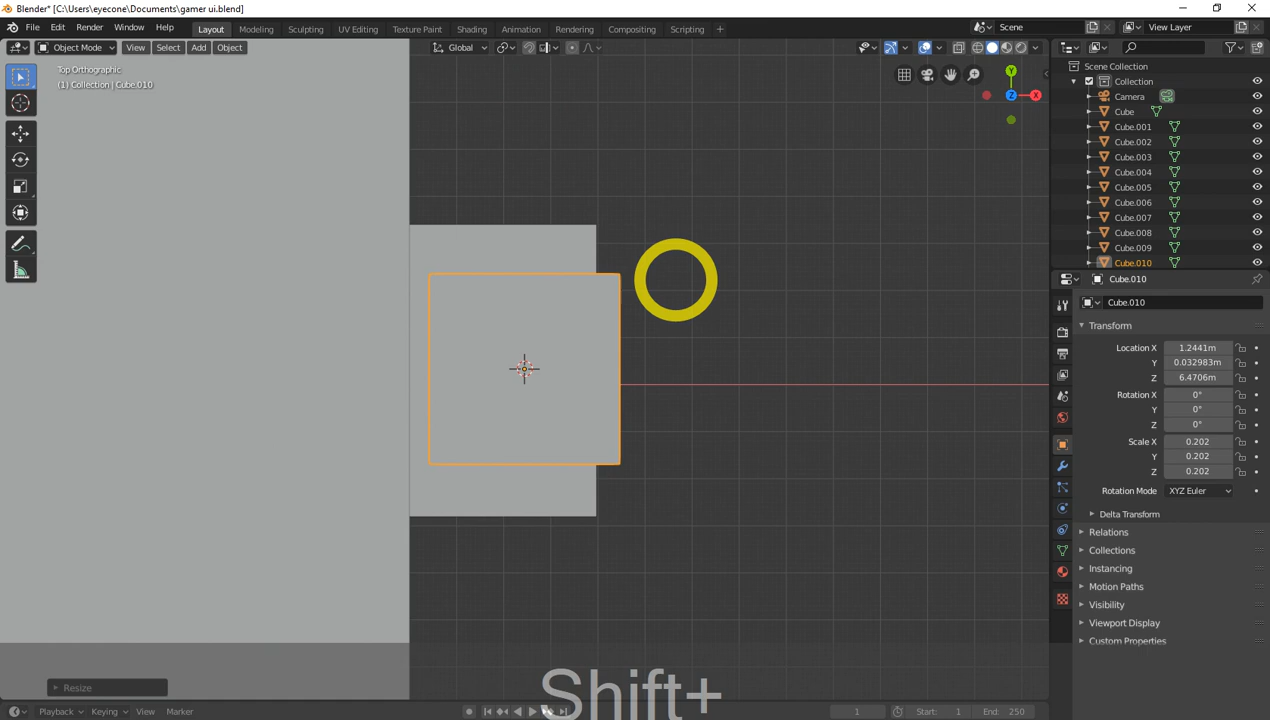 Blender* [C:\Users\eyecone\Documents\gamer ui.blend]
File Edit Render Window Help Layout Modeling Sculpting UV Editing Texture Paint Shading Animation Rendering Compositing Scripting + Scene View Layer
Object Mode View Select Add Object Global
Top Orthographic
(1) Collection | Cube.010
Y
Z X
Scene Collection
Collection
Camera
Cube
Cube.001
Cube.002
Cube.003
Cube.004
Cube.005
Cube.006
Cube.007
Cube.008
Cube.009
Cube.010
Cube.010
Cube.010
Transform
Location X 1.2441m
Y 0.032983m
Z 6.4706m
Rotation X 0°
Y 0°
Z 0°
Scale X 0.202
Y 0.202
Z 0.202
Rotation Mode XYZ Euler
Delta Transform
Relations
Collections
Instancing
Motion Paths
Visibility
Viewport Display
Custom Properties
Resize
Shift+
Playback Keying View Marker 1 Start: 1 End: 250